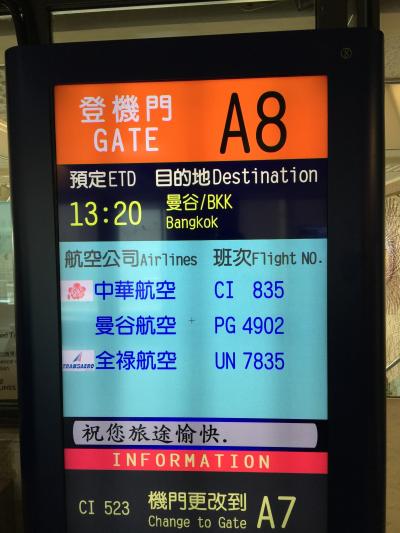 登機門 A8
GATE
預定ETD 目的地Destination
13:20 曼谷/BKK
Bangkok
航空公司Airlines 班次Flight NO.
中華航空 CI 835
曼谷航空 PG 4902
TRANSAERO 全祿航空 UN 7835
祝您旅途愉快.
INFORMATION
CI 523 機門更改到 A7
Change to Gate